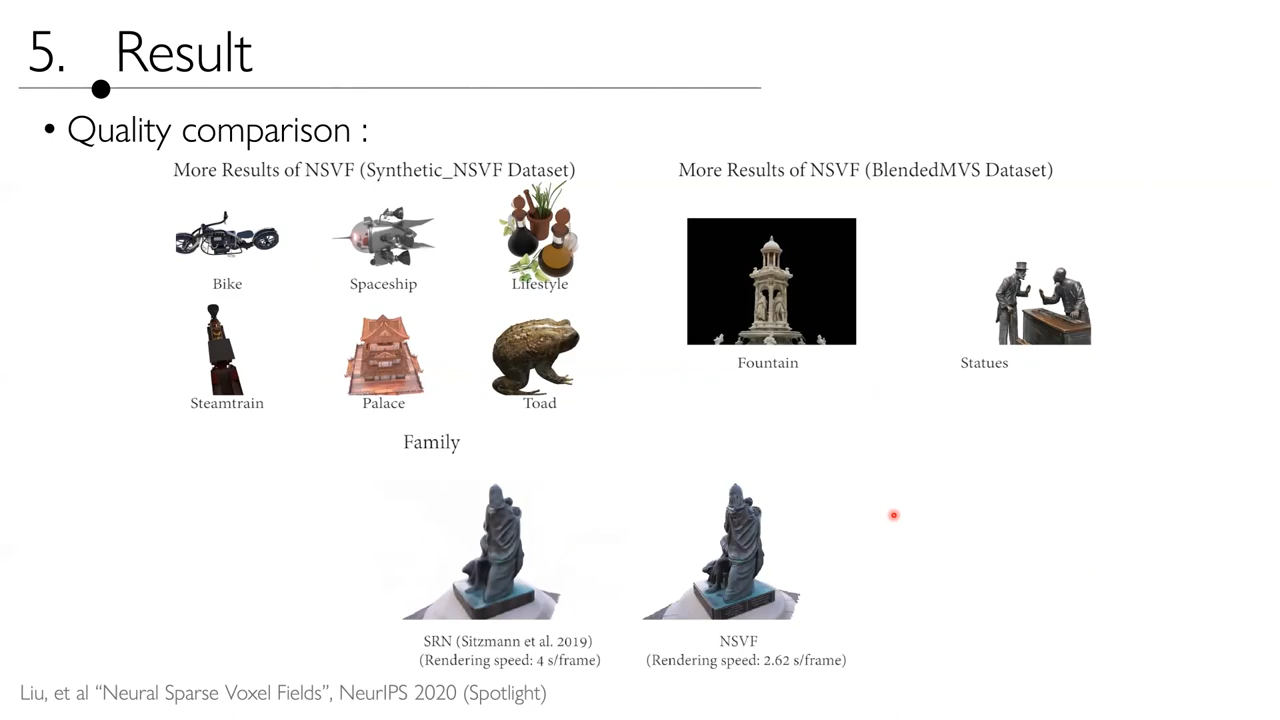 5. Result
• Quality comparison :
More Results of NSVF (Synthetic_NSVF Dataset)
More Results of NSVF (BlendedMVS Dataset)
Bike
Spaceship
Lifestyle
Fountain
Statues
Steamtrain
Palace
Toad
Family
SRN (Sitzmann et al. 2019)
(Rendering speed: 4 s/frame)
NSVF
(Rendering speed: 2.62 s/frame)
Liu, et al “Neural Sparse Voxel Fields”, NeurIPS 2020 (Spotlight)